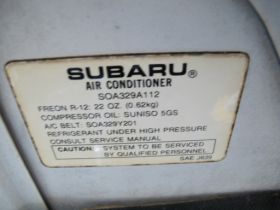 SUBARU®
AIR CONDITIONER
SOA329A112
FREON R-12: 22 OZ. (0.62kg)
COMPRESSOR OIL: SUNISO 5GS
A/C BELT: SOA329Y201
REFRIGERANT UNDER HIGH PRESSURE
CONSULT SERVICE MANUAL
CAUTION: SYSTEM TO BE SERVICED
BY QUALIFIED PERSONNEL
SAE J639